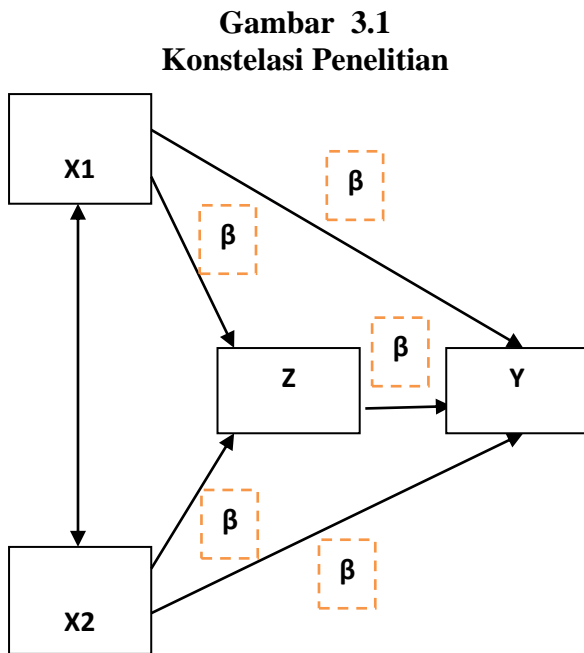 Gambar 3.1
Konstelasi Penelitian
X1
β
β
β
Z
Y
β
β
X2